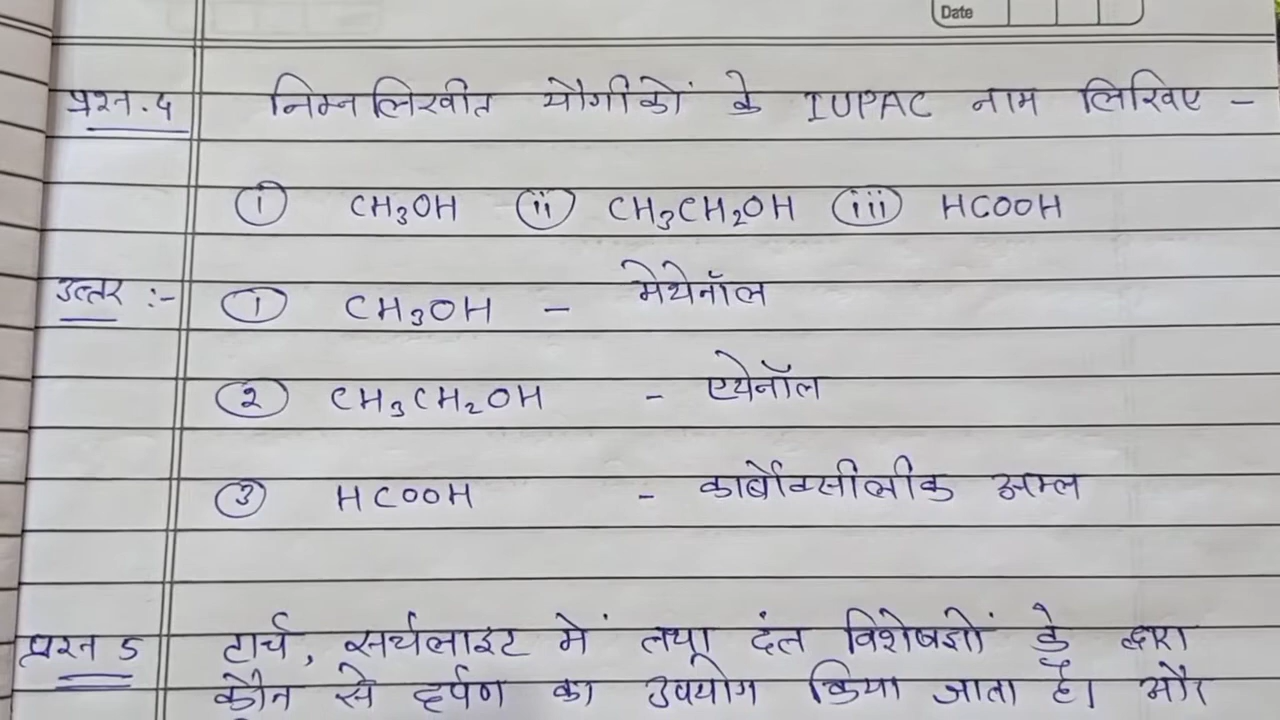 Date
प्रश्न.4 निम्नलिखीत यौगीकों के IUPAC नाम लिखिए -
(i) CH₃OH (ii) CH₃CH₂OH (iii) HCOOH
उत्तर :- (1) CH₃OH - मेथेनॉल
(2) CH₃CH₂OH - एथेनॉल
(3) HCOOH - कार्बोक्सीलीक अम्ल
प्रश्न 5 टार्च, सर्चलाइट में तथा दंत विशेषज्ञों के द्वारा
कौन से दर्पण का उपयोग किया जाता है। और